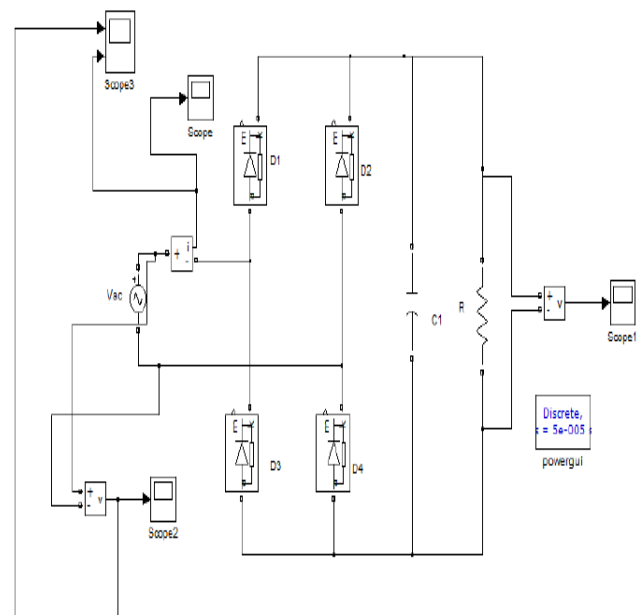 Scope3
Scope
E
D1
E
D2
+
i
-
Vac
+
C1
R
+
-
v
Scope1
E
D3
E
D4
Discrete,
s = 5e-005 s
powergui
+
-
v
Scope2